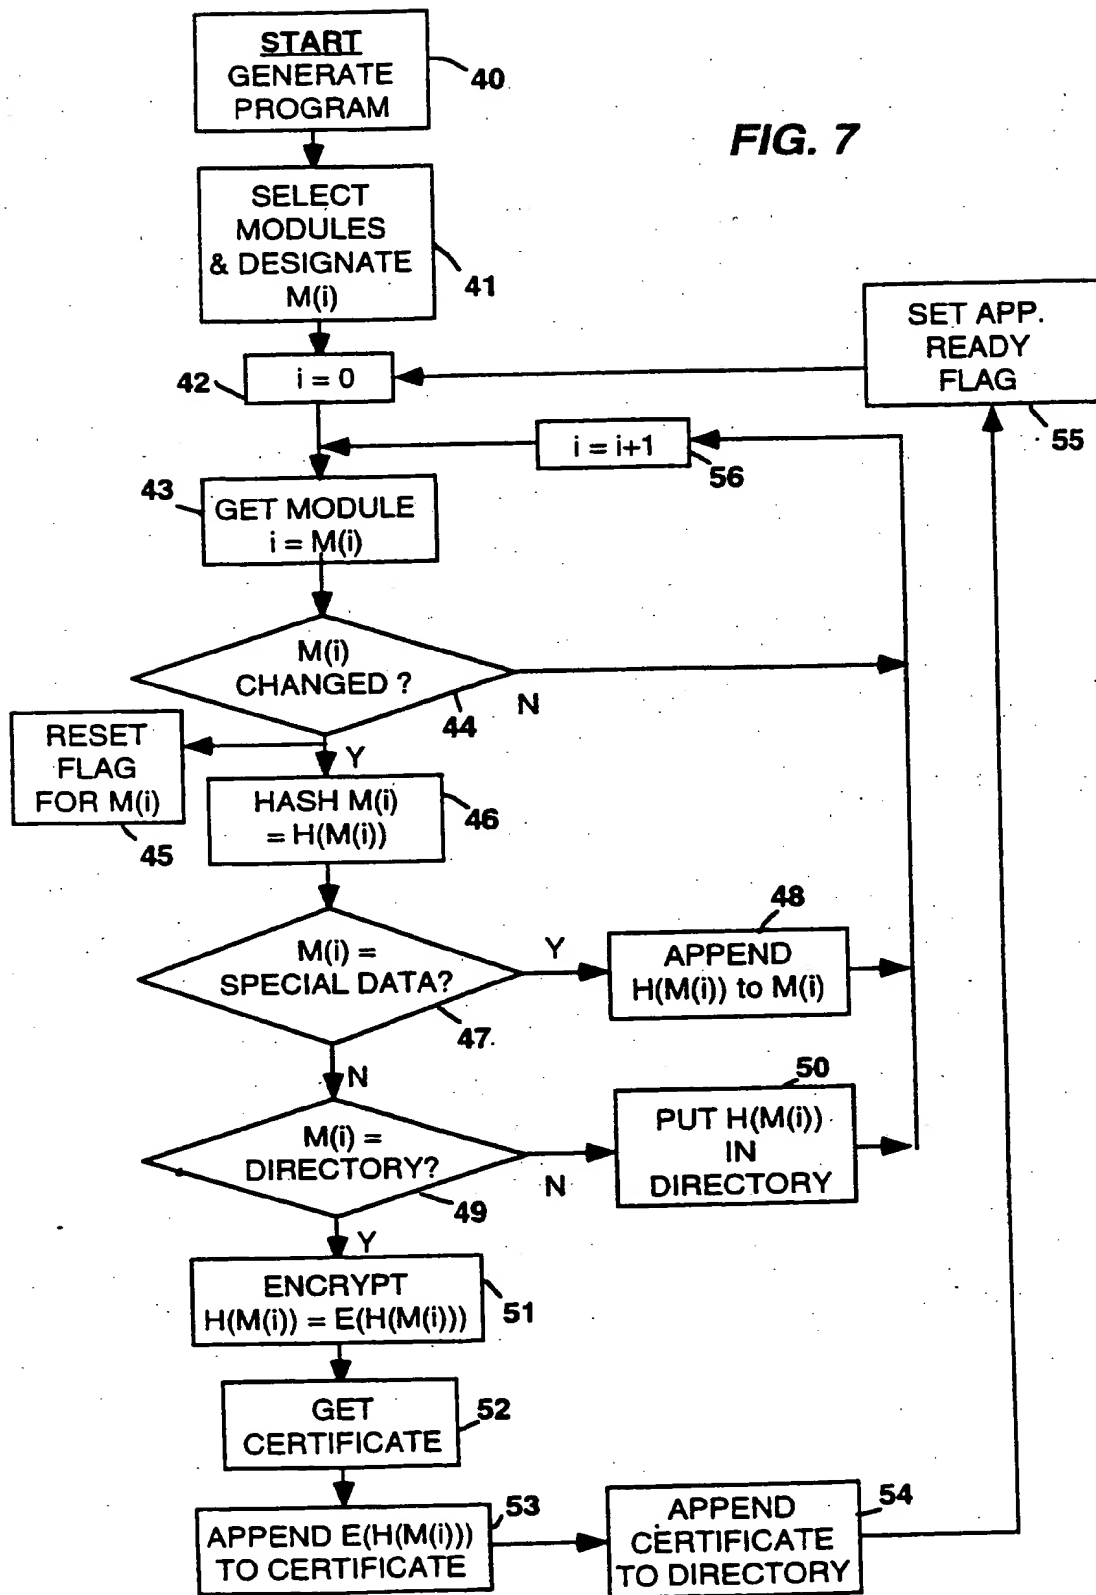 START
GENERATE
PROGRAM
40
FIG. 7
SELECT
MODULES
& DESIGNATE
M(i)
41
SET APP.
READY
FLAG
55
42
i = 0
i = i+1
56
43
GET MODULE
i = M(i)
M(i)
CHANGED ?
44
N
RESET
FLAG
FOR M(i)
45
Y
HASH M(i)
= H(M(i))
46
M(i) =
SPECIAL DATA?
47
Y
48
APPEND
H(M(i)) to M(i)
N
50
M(i) =
DIRECTORY?
49
N
PUT H(M(i))
IN
DIRECTORY
Y
ENCRYPT
H(M(i)) = E(H(M(i)))
51
GET
CERTIFICATE
52
APPEND E(H(M(i)))
TO CERTIFICATE
53
APPEND
CERTIFICATE
TO DIRECTORY
54